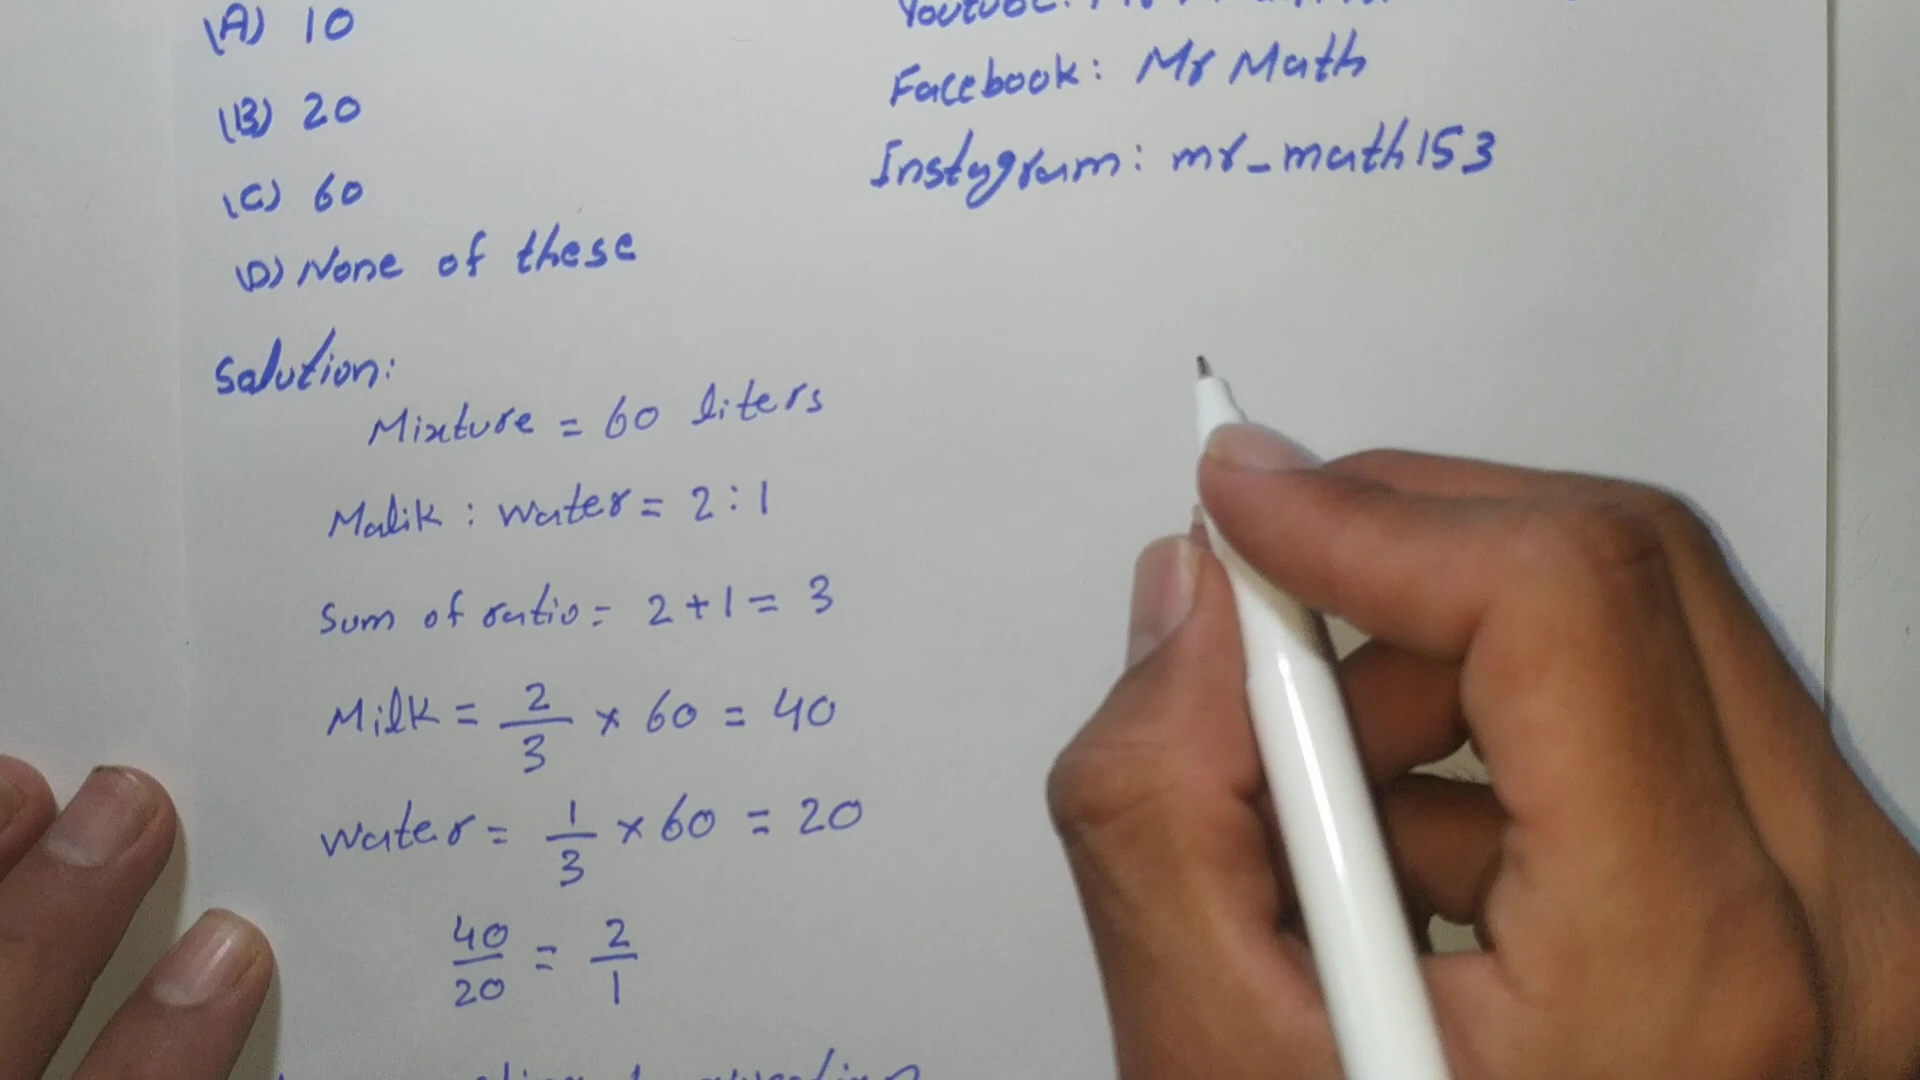 (A) 10
(B) 20
(C) 60
(D) None of these
Youtube:
Facebook: Mr Math
Instagram: mr_math153
Solution:
Mixture = 60 liters
Malik : water = 2 : 1
Sum of ratio = 2 + 1 = 3
Milk = 2/3 × 60 = 40
water = 1/3 × 60 = 20
40/20 = 2/1